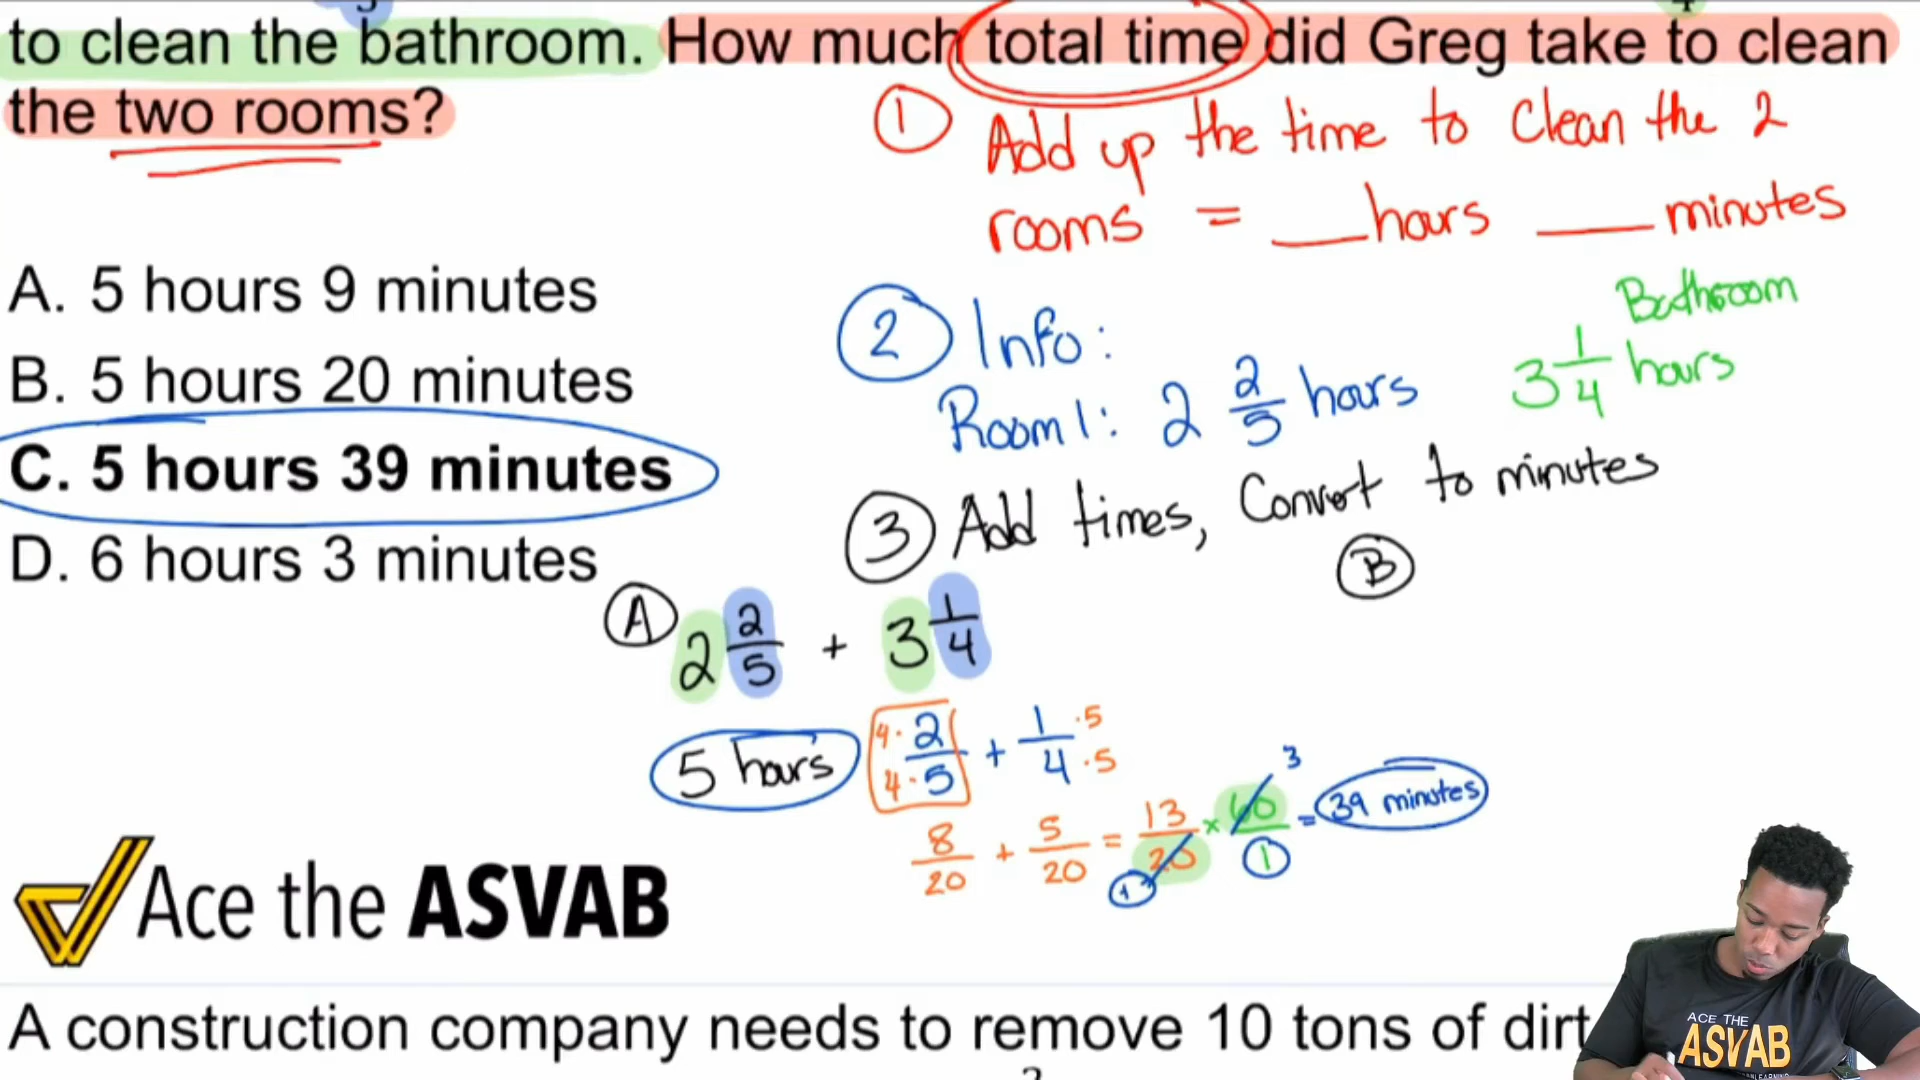 to clean the bathroom. How much total time did Greg take to clean
the two rooms?
① Add up the time to clean the 2
rooms = __hours ___ minutes
A. 5 hours 9 minutes
B. 5 hours 20 minutes
C. 5 hours 39 minutes
D. 6 hours 3 minutes
② Info:
Bathroom
Room 1: 2 2/5 hours
3 1/4 hours
③ Add times, Convert to minutes
Ⓑ
Ⓐ 2 2/5 + 3 1/4
5 hours
4 · 2 / 4 · 5 + 1 · 5 / 4 · 5
8/20 + 5/20 = 13/20 × 60/1 = 39 minutes
3
Ace the ASVAB
A construction company needs to remove 10 tons of dirt
ACE THE
ASVAB